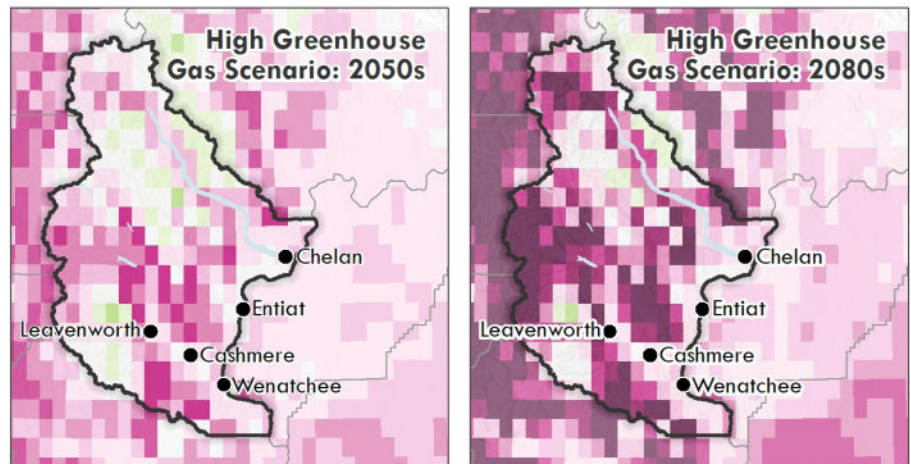 High Greenhouse
Gas Scenario: 2050s
Chelan
Entiat
Leavenworth
Cashmere
Wenatchee
High Greenhouse
Gas Scenario: 2080s
Chelan
Entiat
Leavenworth
Cashmere
Wenatchee